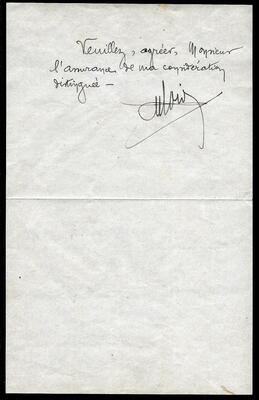 Veuillez, agréer, Monsieur
l'assurance de ma considération
distinguée —